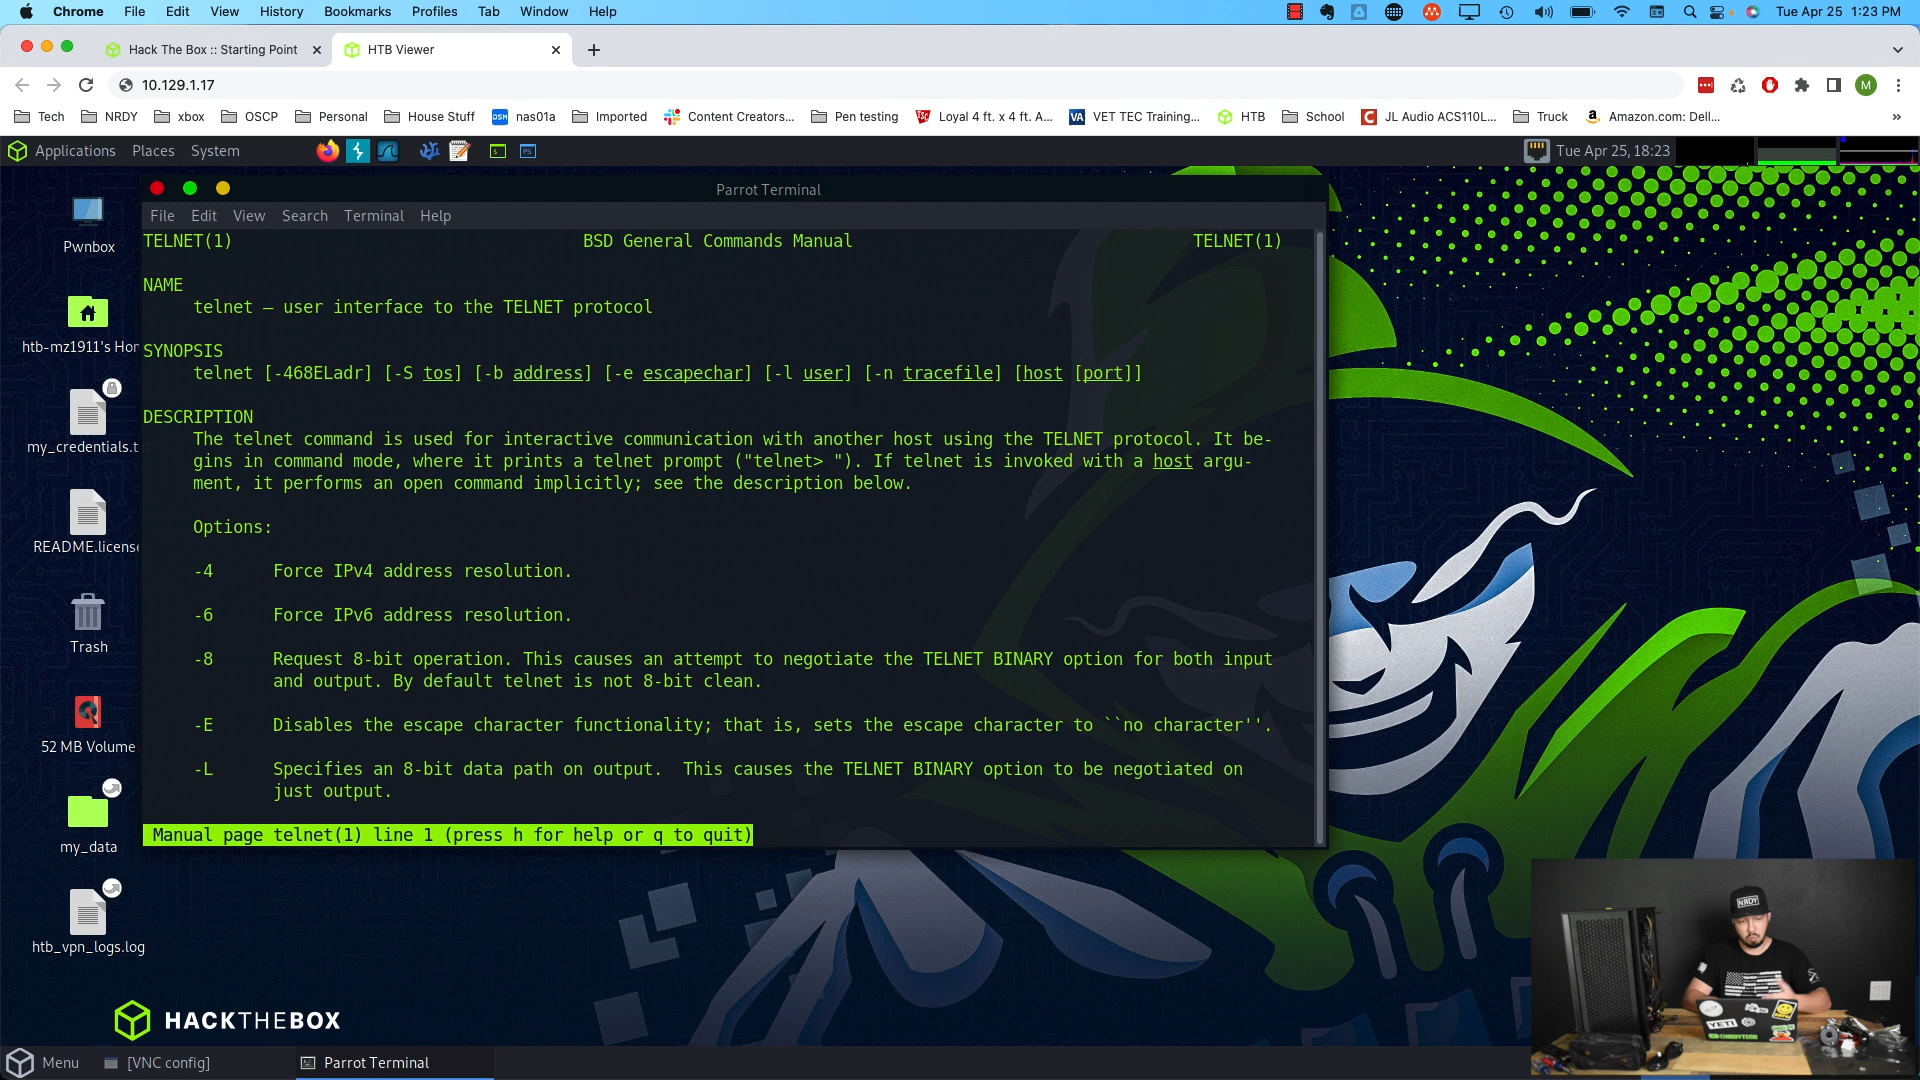 Chrome File Edit View History Bookmarks Profiles Tab Window Help Tue Apr 25 1:23 PM
Hack The Box :: Starting Point HTB Viewer
10.129.1.17 M
Tech NRDY xbox OSCP Personal House Stuff nas01a Imported Content Creators... Pen testing Loyal 4 ft. x 4 ft. A... VET TEC Training... HTB School JL Audio ACS110L... Truck Amazon.com: Dell... »
Applications Places System Tue Apr 25, 18:23
Parrot Terminal
File Edit View Search Terminal Help
TELNET(1) BSD General Commands Manual TELNET(1)
NAME
telnet — user interface to the TELNET protocol
SYNOPSIS
telnet [-468ELadr] [-S tos] [-b address] [-e escapechar] [-l user] [-n tracefile] [host [port]]
DESCRIPTION
The telnet command is used for interactive communication with another host using the TELNET protocol. It be-
gins in command mode, where it prints a telnet prompt ("telnet> "). If telnet is invoked with a host argu-
ment, it performs an open command implicitly; see the description below.
Options:
-4 Force IPv4 address resolution.
-6 Force IPv6 address resolution.
-8 Request 8-bit operation. This causes an attempt to negotiate the TELNET BINARY option for both input
and output. By default telnet is not 8-bit clean.
-E Disables the escape character functionality; that is, sets the escape character to ``no character''.
-L Specifies an 8-bit data path on output. This causes the TELNET BINARY option to be negotiated on
just output.
Manual page telnet(1) line 1 (press h for help or q to quit)
Pwnbox
htb-mz1911's Hom
my_credentials.t
README.license
Trash
52 MB Volume
my_data
htb_vpn_logs.log
HACKTHEBOX
Menu [VNC config] Parrot Terminal
NRDY
YETI